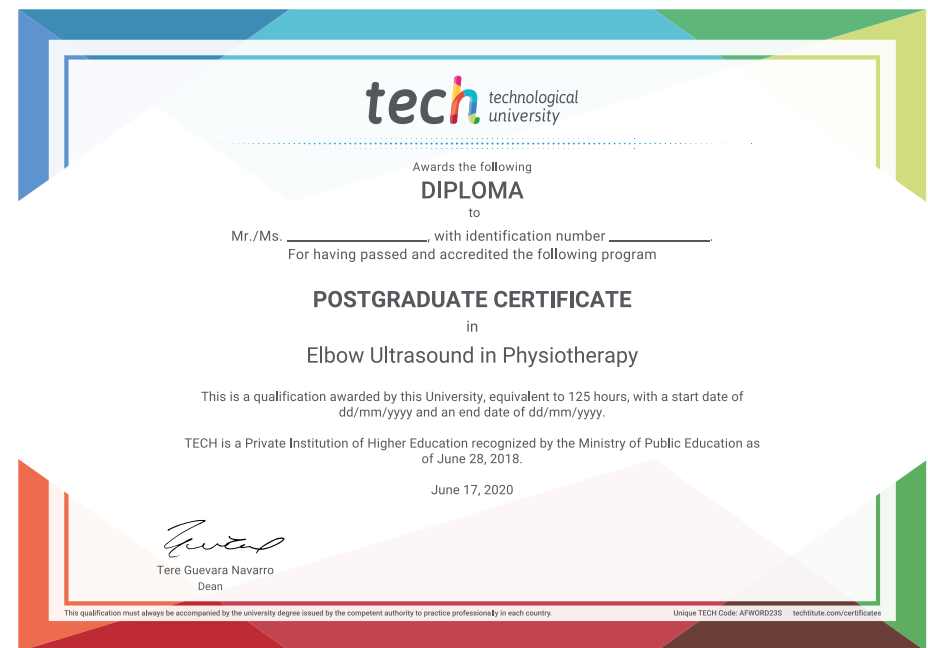 tech technological
university
Awards the following
DIPLOMA
to
Mr./Ms. ____________________, with identification number ______________.
For having passed and accredited the following program
POSTGRADUATE CERTIFICATE
in
Elbow Ultrasound in Physiotherapy
This is a qualification awarded by this University, equivalent to 125 hours, with a start date of
dd/mm/yyyy and an end date of dd/mm/yyyy.
TECH is a Private Institution of Higher Education recognized by the Ministry of Public Education as
of June 28, 2018.
June 17, 2020
Tere Guevara Navarro
Dean
This qualification must always be accompanied by the university degree issued by the competent authority to practice professionally in each country.
Unique TECH Code: AFWORD23S techtitute.com/certificates